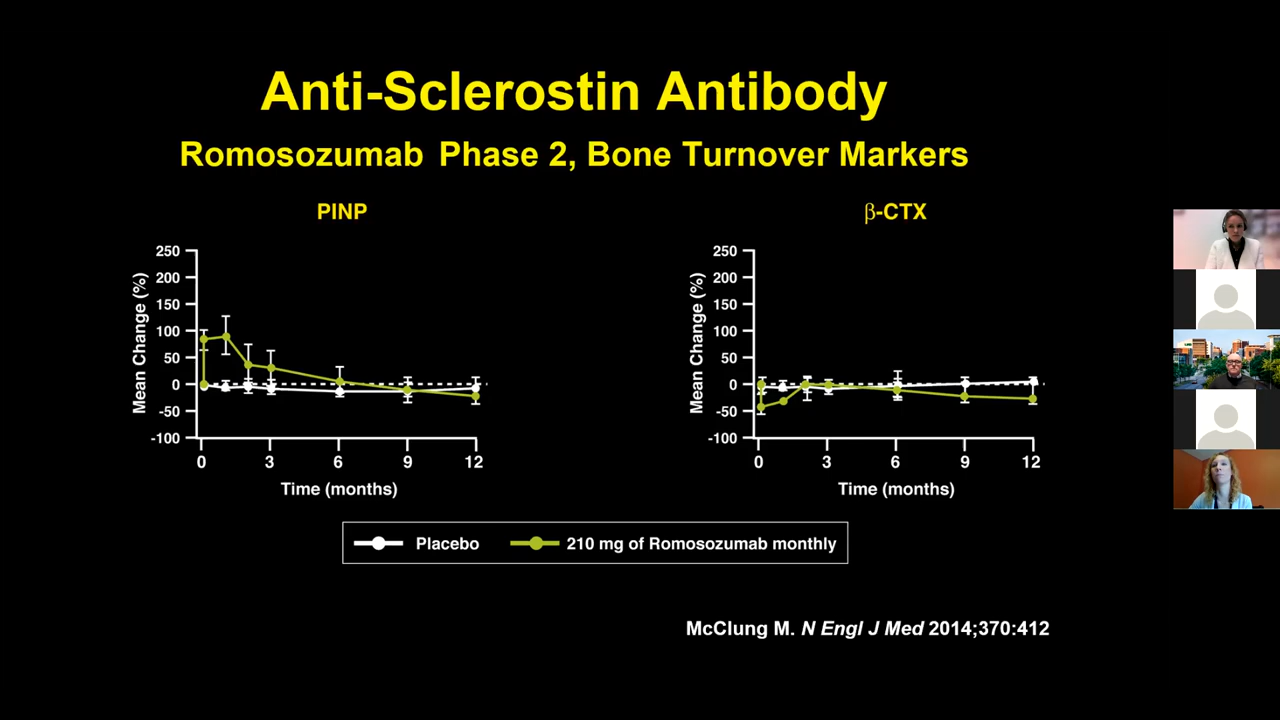 Anti-Sclerostin Antibody
Romosozumab Phase 2, Bone Turnover Markers
PINP
250
200
150
100
50
0
-50
-100
Mean Change (%)
0 3 6 9 12
Time (months)
β-CTX
250
200
150
100
50
0
-50
-100
Mean Change (%)
0 3 6 9 12
Time (months)
Placebo 210 mg of Romosozumab monthly
McClung M. N Engl J Med 2014;370:412